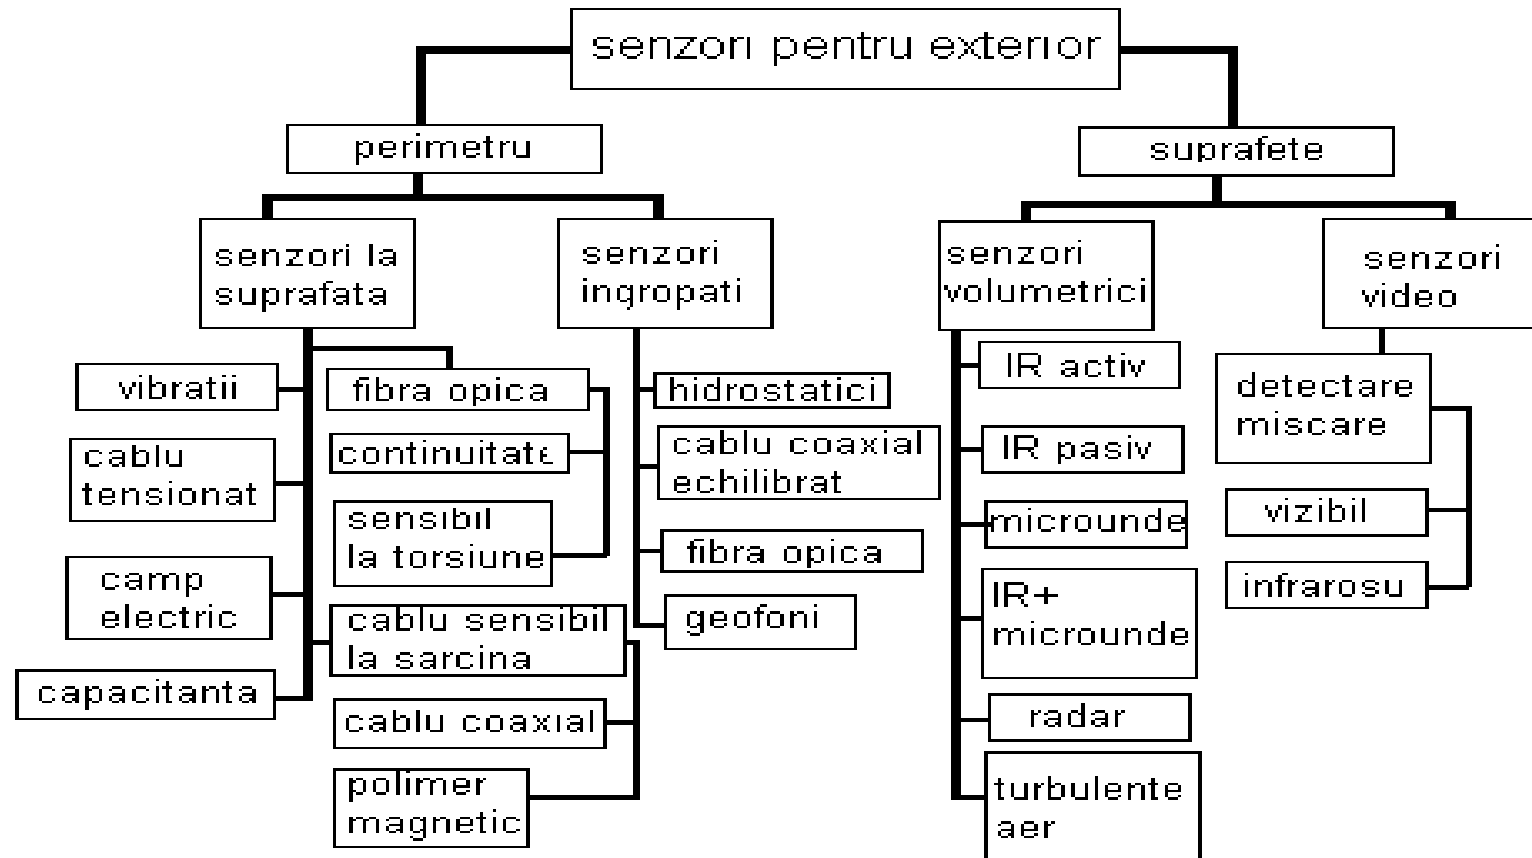 senzori pentru exterior
perimetru
suprafete
senzori la
suprafata
senzori
ingropati
senzori
volumetrici
senzori
video
vibratii
cablu
tensionat
camp
electric
capacitanta
fibra opica
continuitate
sensibil
la torsiune
cablu sensibil
la sarcina
cablu coaxial
polimer
magnetic
hidrostatici
cablu coaxial
echilibrat
fibra opica
geofoni
IR activ
IR pasiv
microunde
IR+
microunde
radar
turbulente
aer
detectare
miscare
vizibil
infrarosu